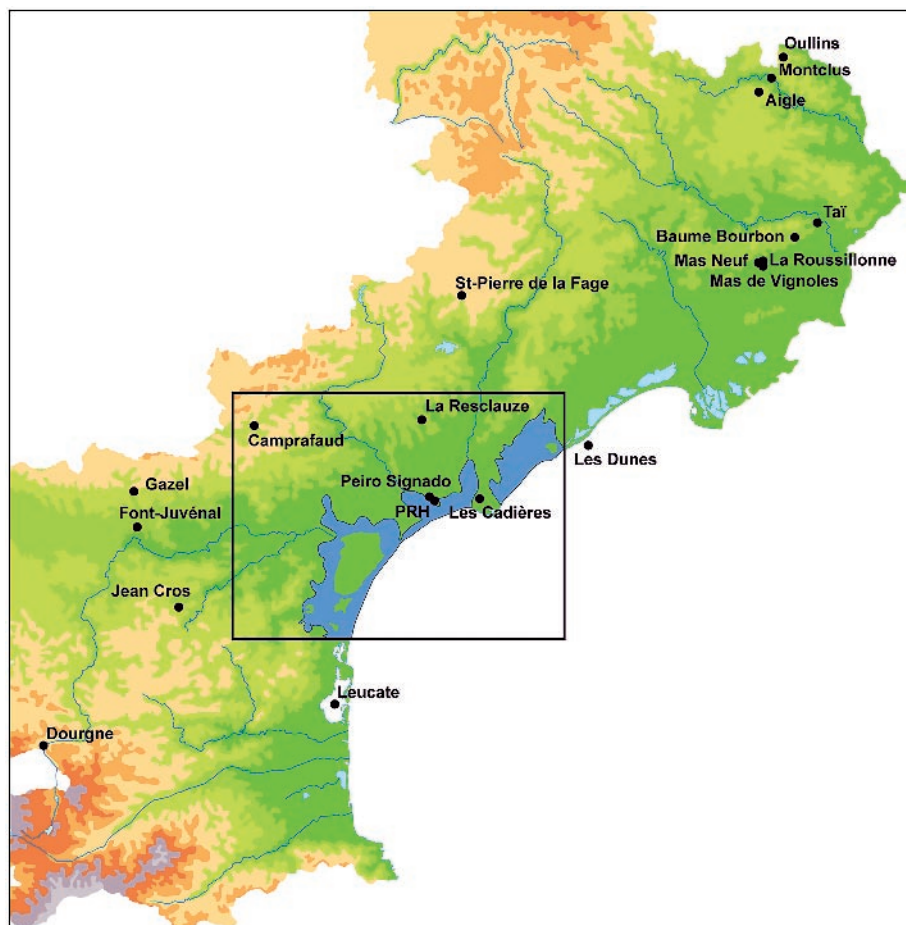 Oullins
Montclus
Aigle
Taï
Baume Bourbon
Mas Neuf
La Roussillonne
Mas de Vignoles
St-Pierre de la Fage
La Resclauze
Camprafaud
Les Dunes
Gazel
Peiro Signado
PRH
Les Cadières
Font-Juvénal
Jean Cros
Leucate
Dourgne